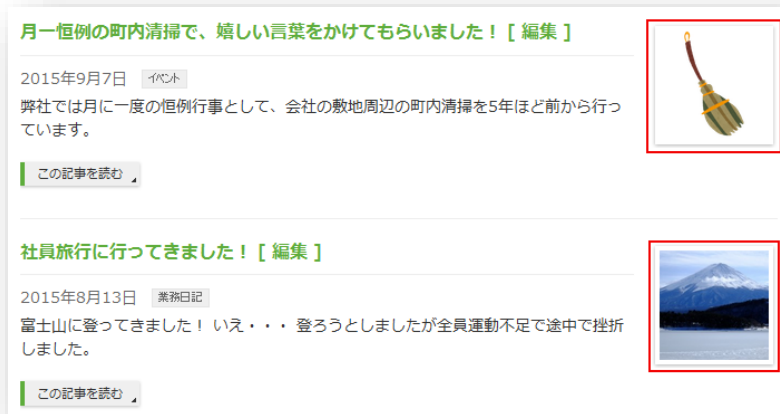 月一恒例の町内清掃で、嬉しい言葉をかけてもらいました！ [ 編集 ]
2015年9月7日 イベント
弊社では月に一度の恒例行事として、会社の敷地周辺の町内清掃を5年ほど前から行っ
ています。
この記事を読む
社員旅行に行ってきました！ [ 編集 ]
2015年8月13日 業務日記
富士山に登ってきました！ いえ・・・ 登ろうとしましたが全員運動不足で途中で挫折
しました。
この記事を読む